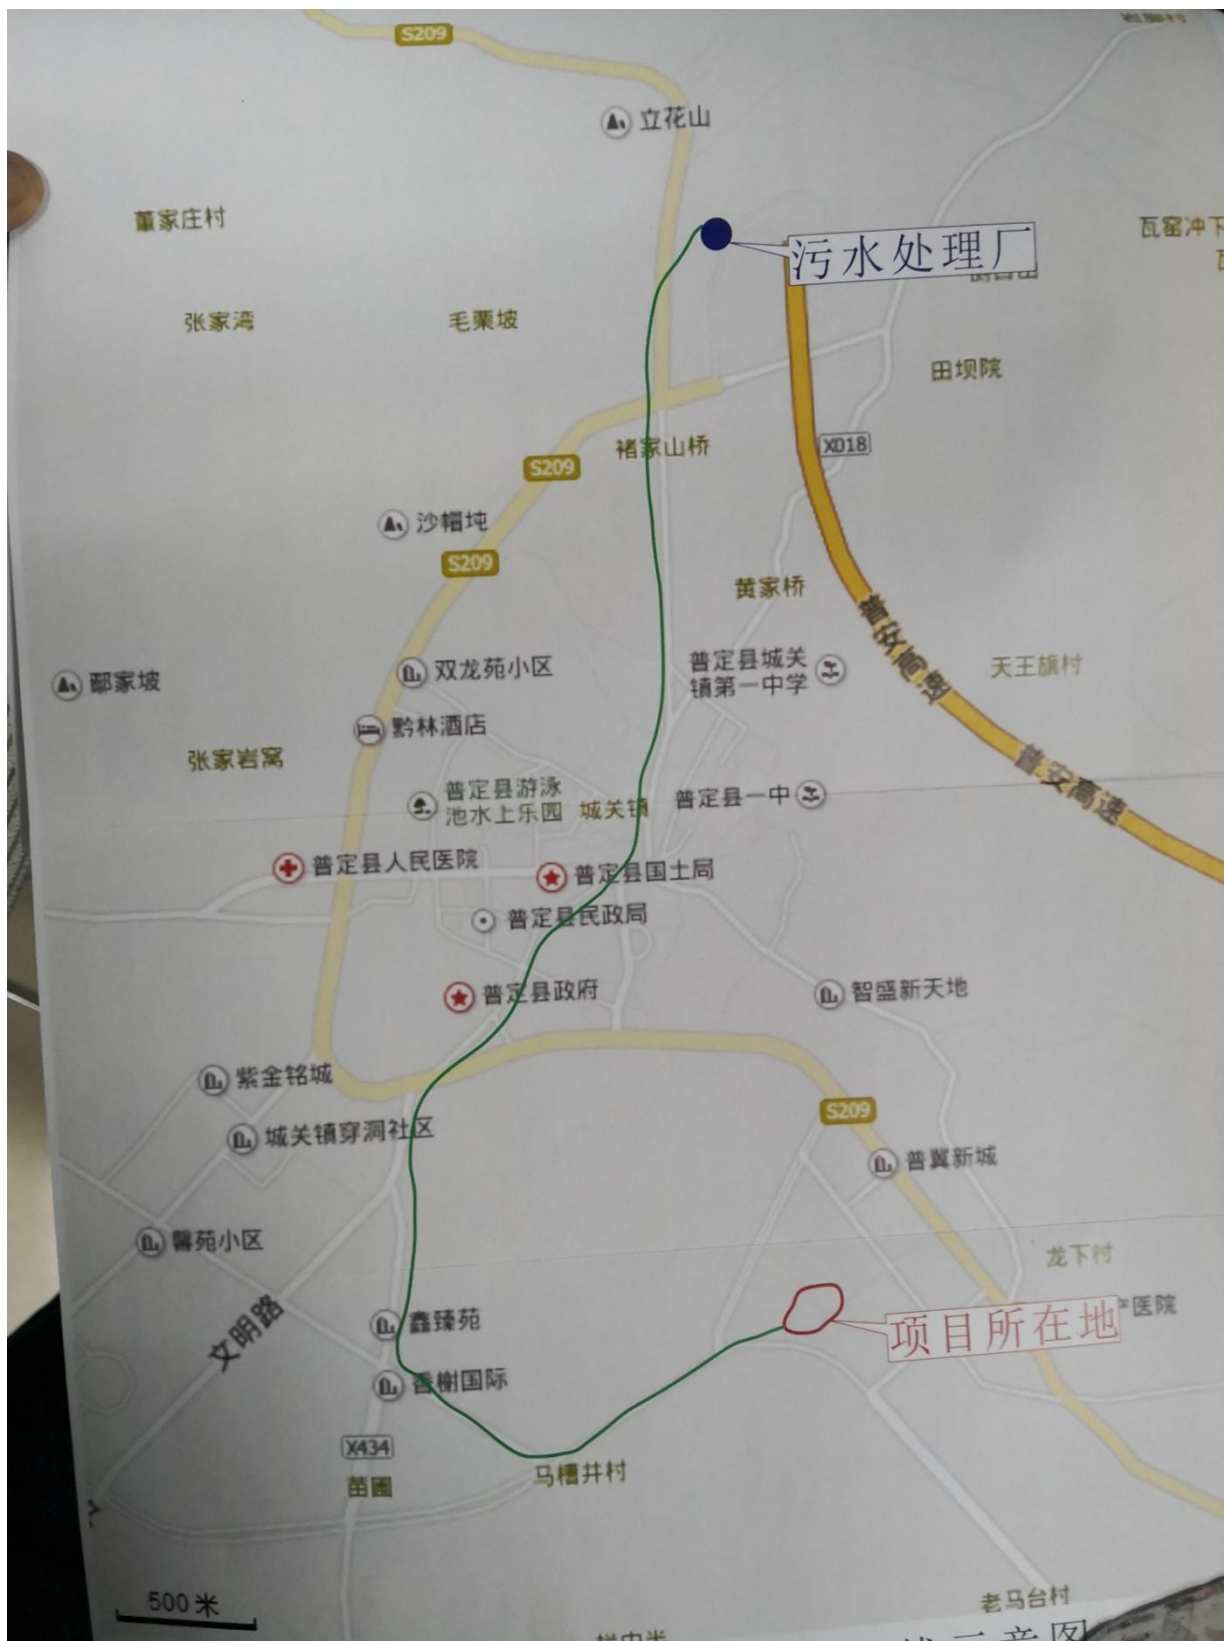 S209
立花山
董家庄村
污水处理厂
瓦窑冲下
张家湾
毛栗坡
田坝院
褚家山桥
X018
S209
沙帽坉
S209
黄家桥
普安高速
双龙苑小区
普定县城关
镇第一中学
天王旗村
鄢家坡
黔林酒店
张家岩窝
普安高速
普定县游泳
池水上乐园
城关镇
普定县一中
普定县人民医院
普定县国土局
普定县民政局
普定县政府
智盛新天地
紫金铭城
S209
城关镇穿洞社区
普翼新城
馨苑小区
龙下村
文明路
鑫臻苑
项目所在地
产医院
香榭国际
X434
马槽井村
苗圃
500米
老马台村